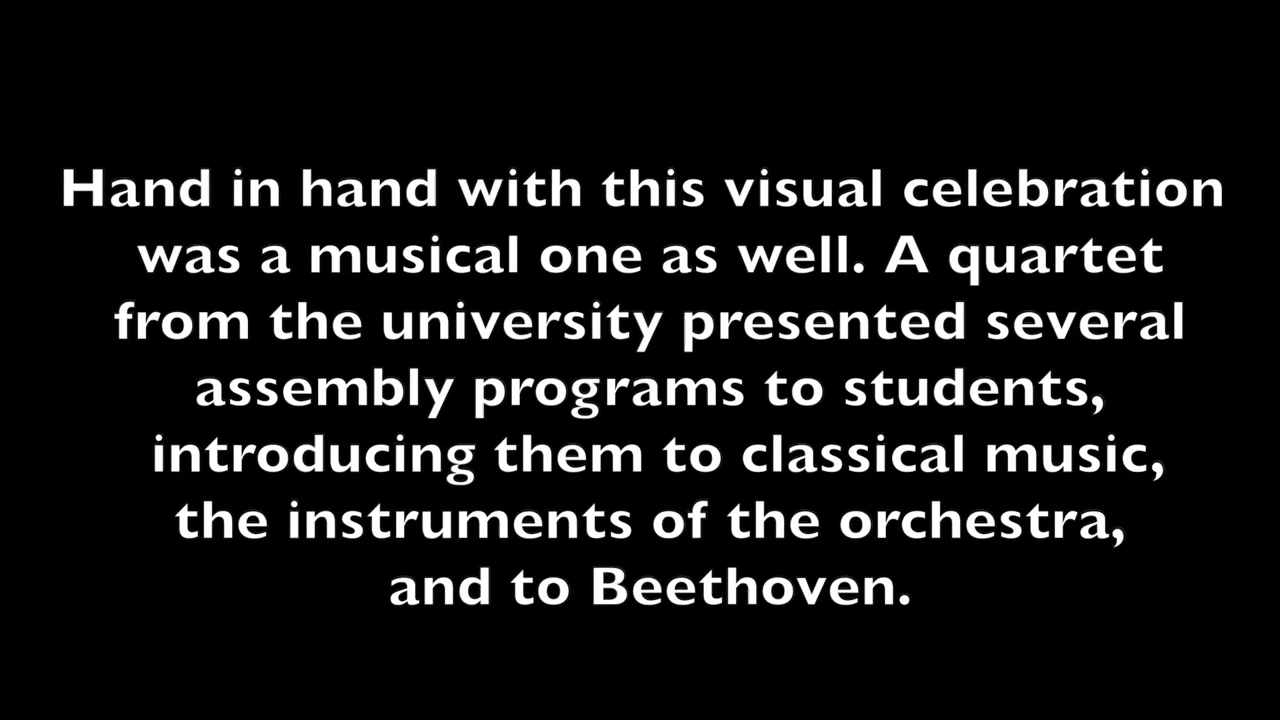 Hand in hand with this visual celebration
was a musical one as well. A quartet
from the university presented several
assembly programs to students,
introducing them to classical music,
the instruments of the orchestra,
and to Beethoven.